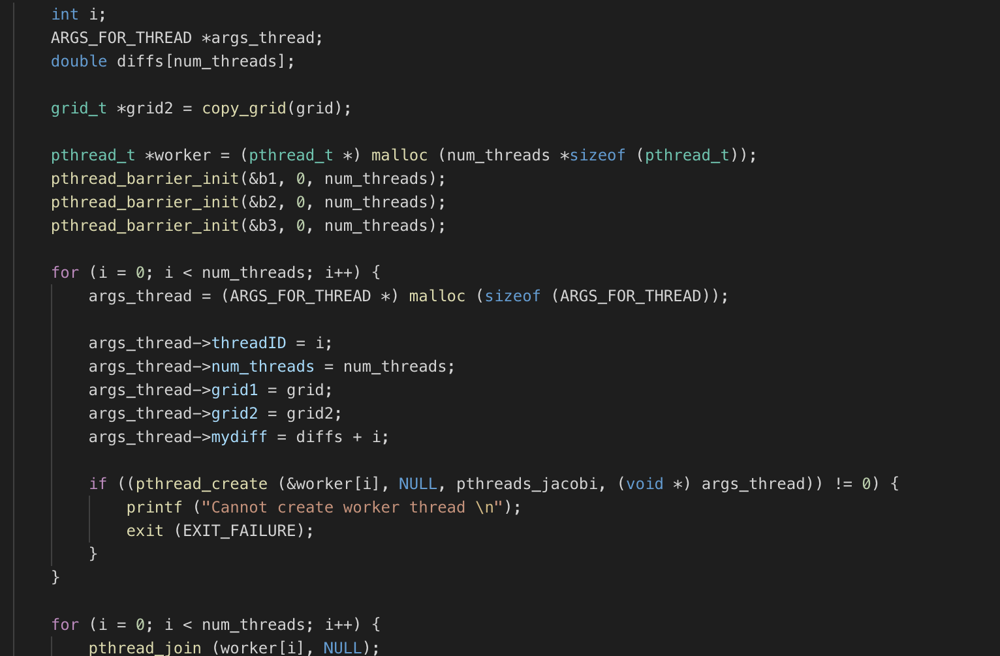 int i;
ARGS_FOR_THREAD *args_thread;
double diffs[num_threads];
grid_t *grid2 = copy_grid(grid);
pthread_t *worker = (pthread_t *) malloc (num_threads *sizeof (pthread_t));
pthread_barrier_init(&b1, 0, num_threads);
pthread_barrier_init(&b2, 0, num_threads);
pthread_barrier_init(&b3, 0, num_threads);
for (i = 0; i < num_threads; i++) {
args_thread = (ARGS_FOR_THREAD *) malloc (sizeof (ARGS_FOR_THREAD));
args_thread->threadID = i;
args_thread->num_threads = num_threads;
args_thread->grid1 = grid;
args_thread->grid2 = grid2;
args_thread->mydiff = diffs + i;
if ((pthread_create (&worker[i], NULL, pthreads_jacobi, (void *) args_thread)) != 0) {
printf ("Cannot create worker thread \n");
exit (EXIT_FAILURE);
}
}
for (i = 0; i < num_threads; i++) {
pthread_join (worker[i], NULL);